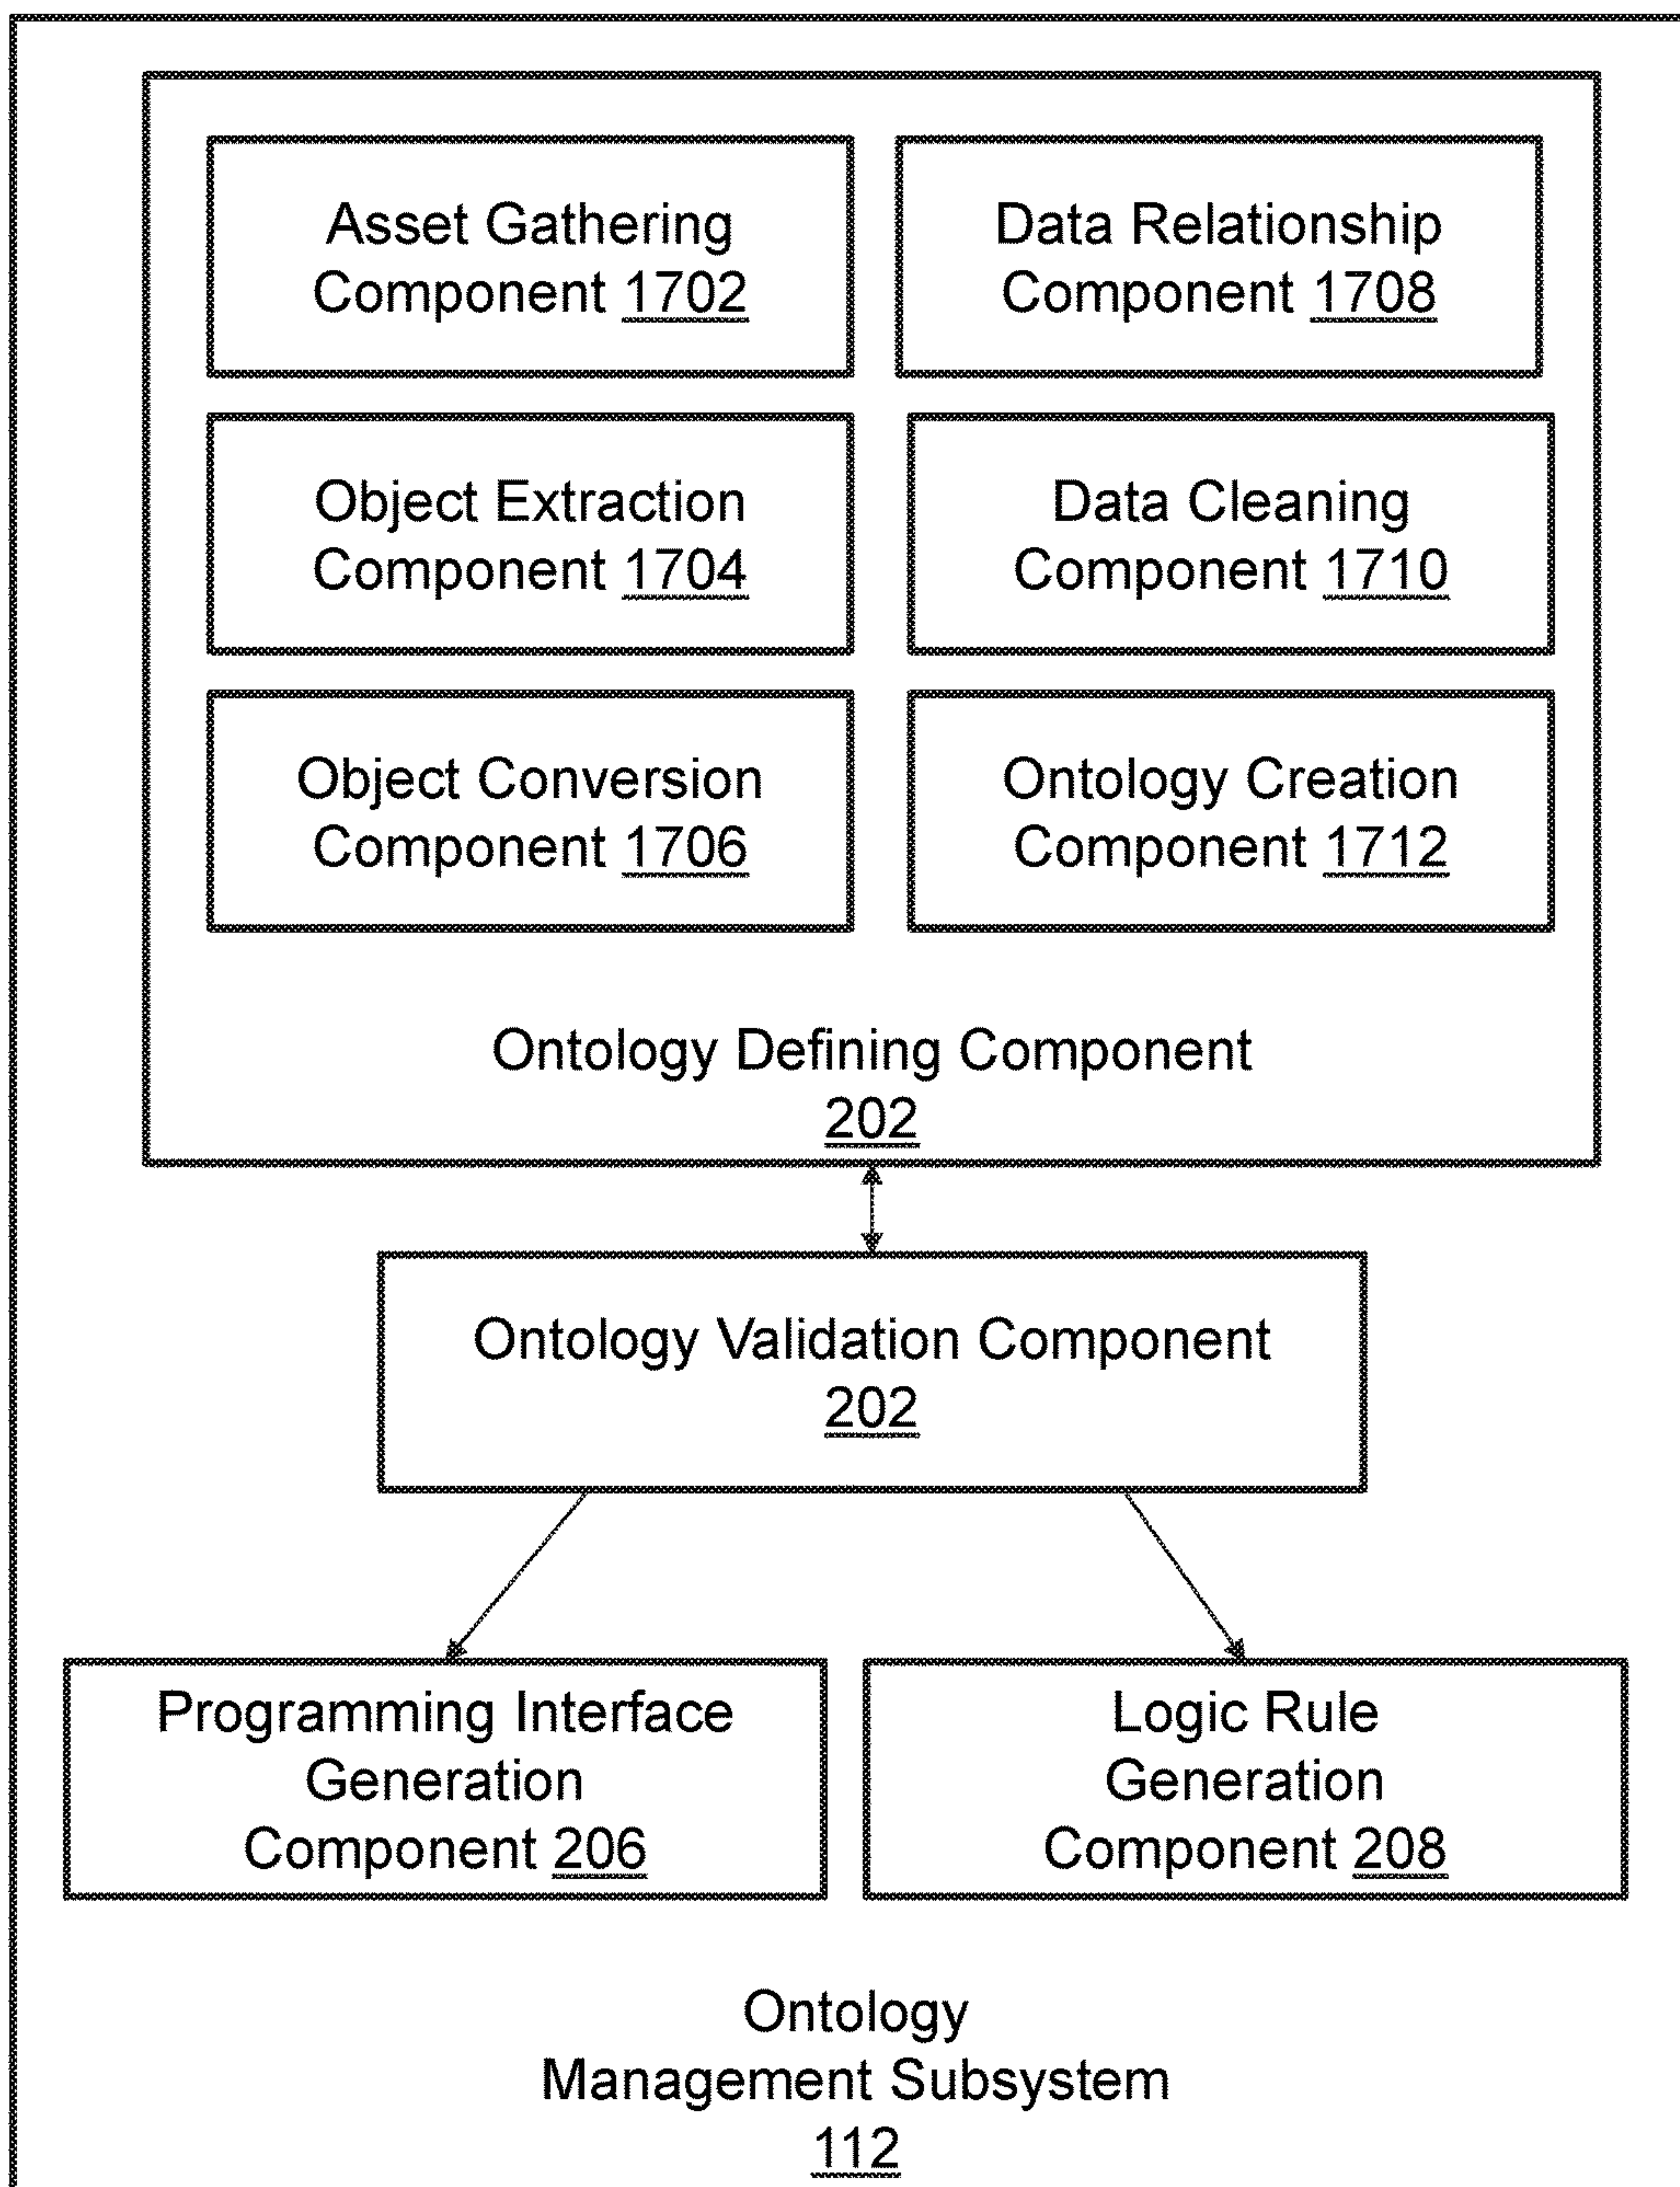 Asset Gathering
Component 1702
Data Relationship
Component 1708
Object Extraction
Component 1704
Data Cleaning
Component 1710
Object Conversion
Component 1706
Ontology Creation
Component 1712
Ontology Defining Component
202
Ontology Validation Component
202
Programming Interface
Generation
Component 206
Logic Rule
Generation
Component 208
Ontology
Management Subsystem
112